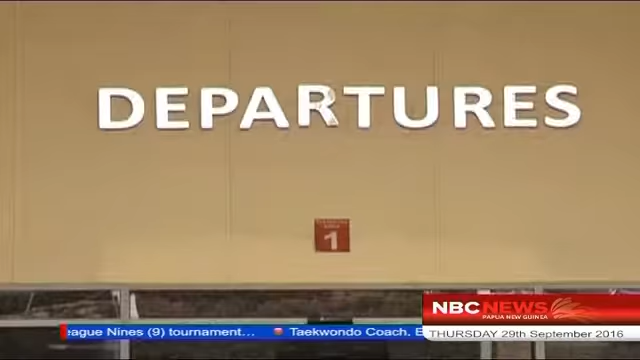 DEPARTURES
1
NBC NEWS
PAPUA NEW GUINEA
eague Nines (9) tournament... Taekwondo Coach. E
THURSDAY 29th September 2016